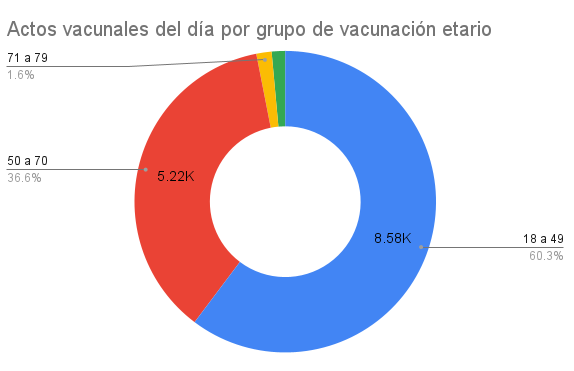 Actos vacunales del día por grupo de vacunación etario
71 a 79
1.6%
50 a 70
36.6%
5.22K
8.58K
18 a 49
60.3%